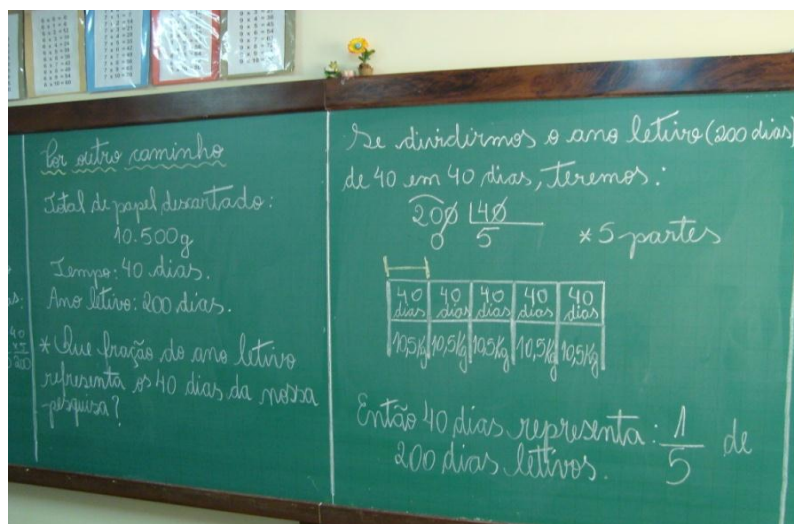 Por outro caminho
Total de papel descartado:
10.500g
Tempo: 40 dias.
Ano letivo: 200 dias.
* Que fração do ano letivo
representa os 40 dias da nossa
pesquisa?
Se dividirmos o ano letivo (200 dias)
de 40 em 40 dias, teremos:
200 40
0 5 * 5 partes
40 40 40 40 40
dias dias dias dias dias
10,5Kg 10,5Kg 10,5Kg 10,5Kg 10,5Kg
Então 40 dias representa: 1/5 de
200 dias letivos.
40
x5
200